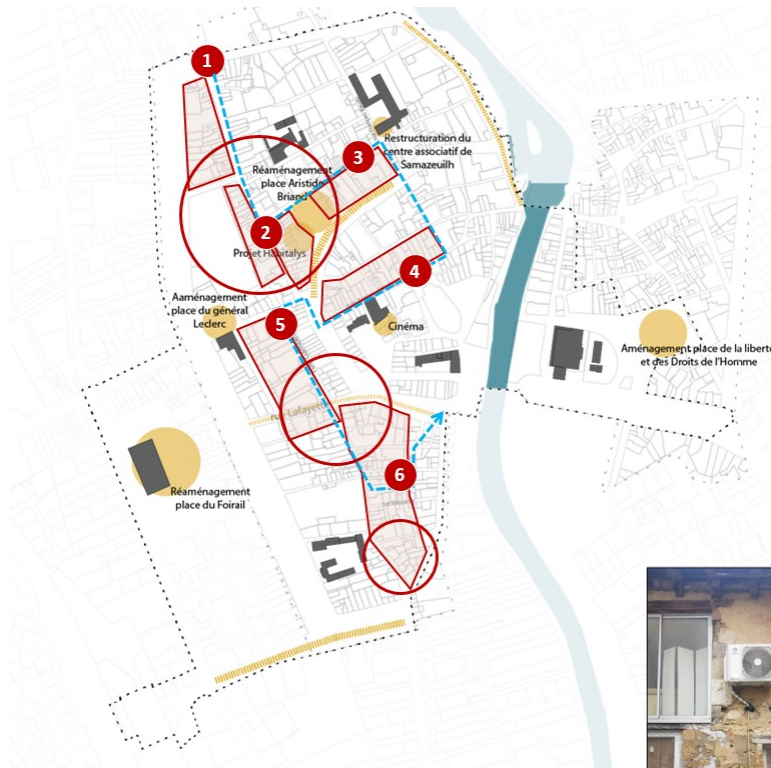 1
Restructuration du
centre associatif de
Samazeuilh
3
Réaménagement
place Aristide
Briand
2
Projet Habitalys
4
Aaménagement
place du général
Leclerc
5
Cinéma
Aménagement place de la liberté
et des Droits de l'Homme
rue Lafayette
6
Réaménagement
place du Foirail